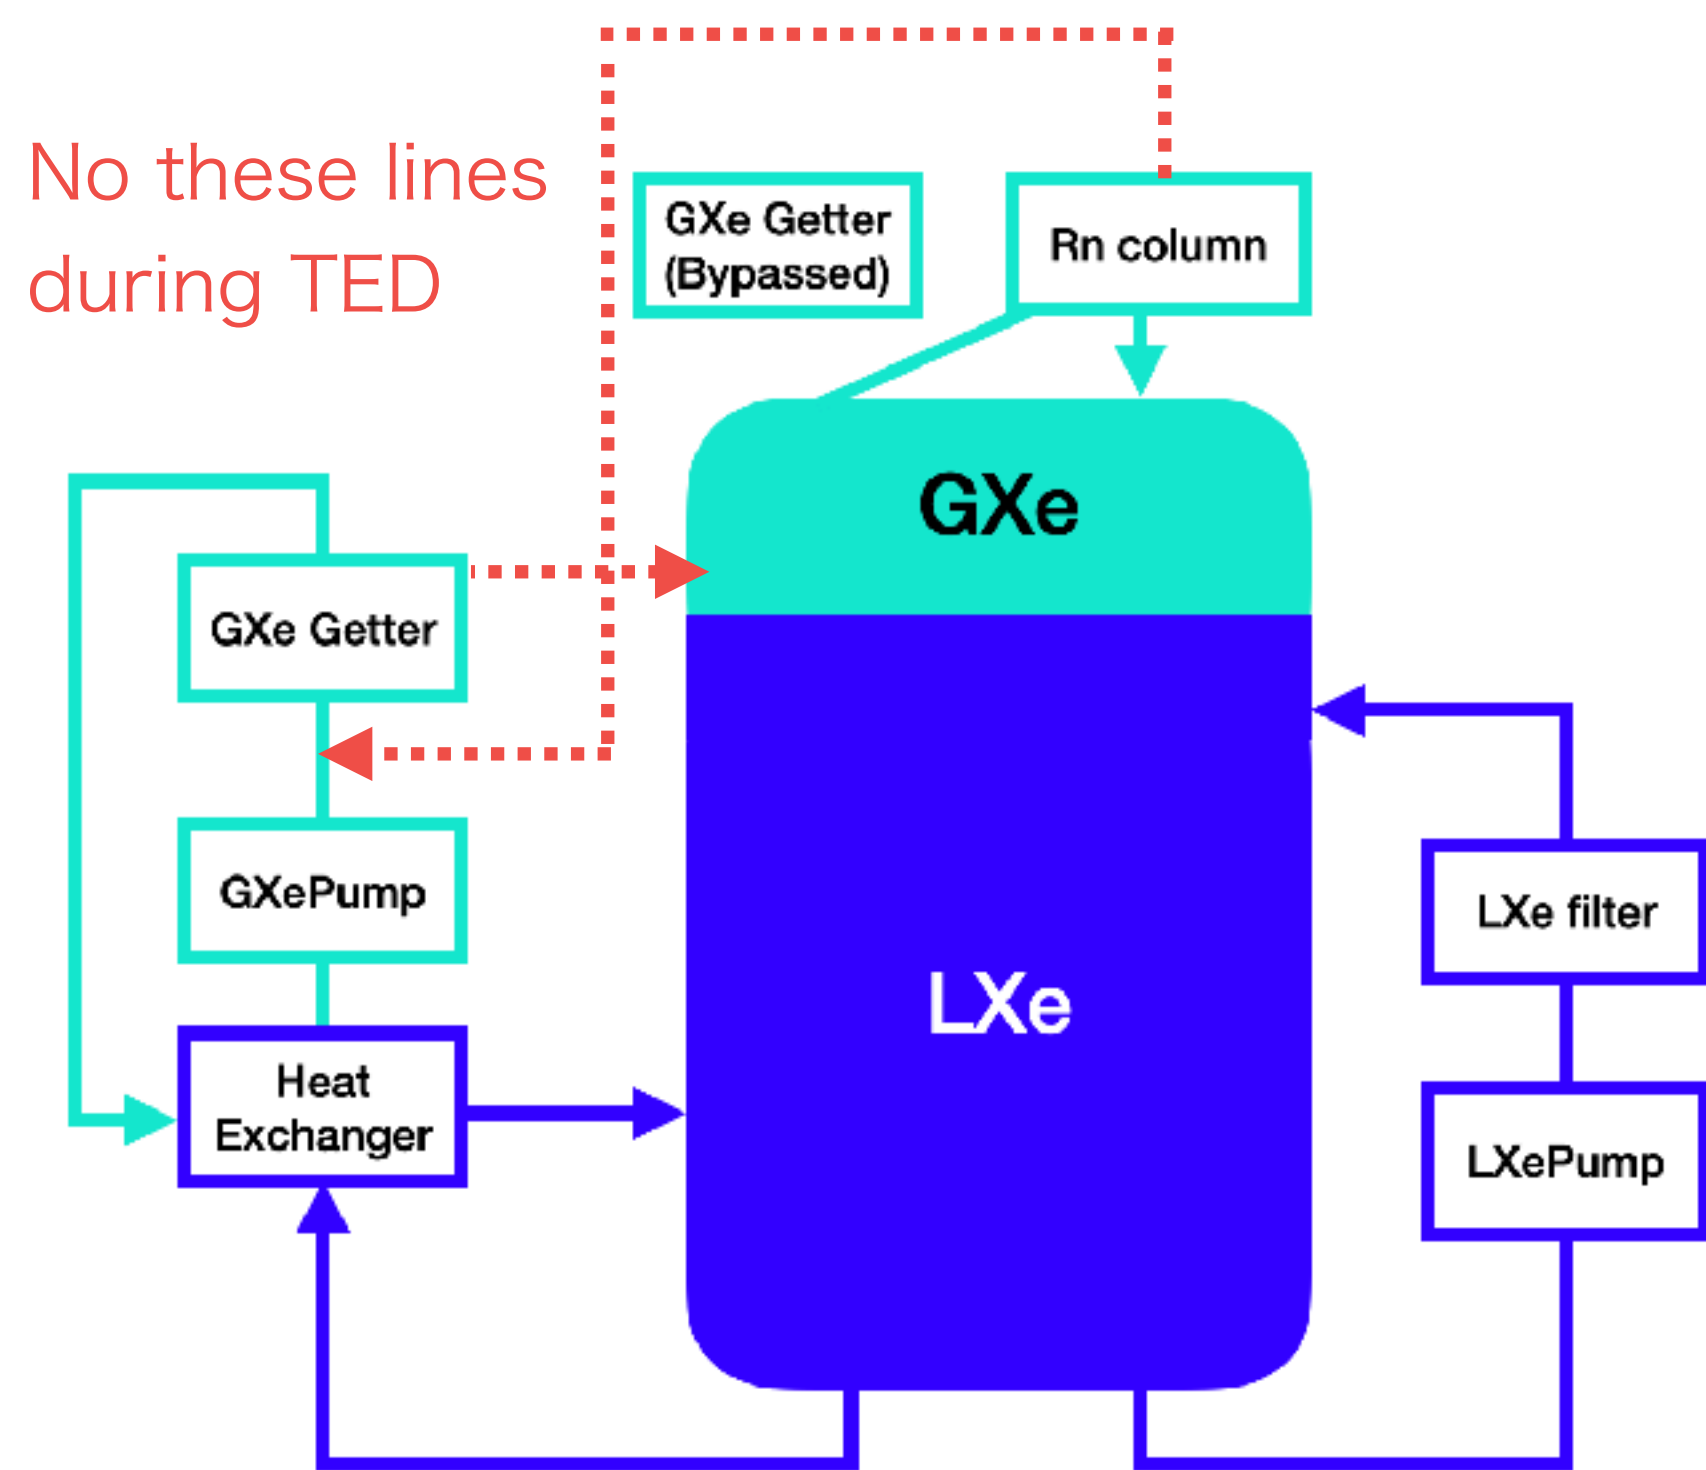 No these lines
during TED
GXe Getter
(Bypassed)
Rn column
GXe
GXe Getter
GXePump
LXe filter
LXe
Heat
Exchanger
LXePump